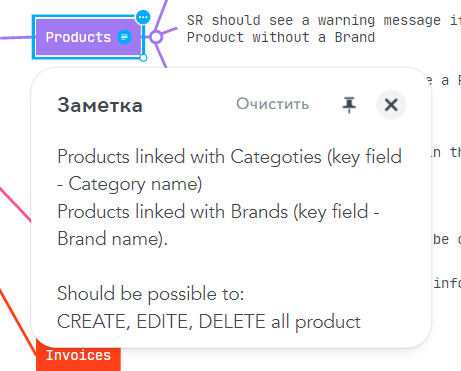 SR should see a warning message if
Products
Product without a Brand
Заметка
Очистить
e a
Products linked with Categoties (key field
- Category name)
in th
Products linked with Brands (key field -
Brand name).
be
Should be possible to:
info
CREATE, EDITE, DELETE all product
Invoices